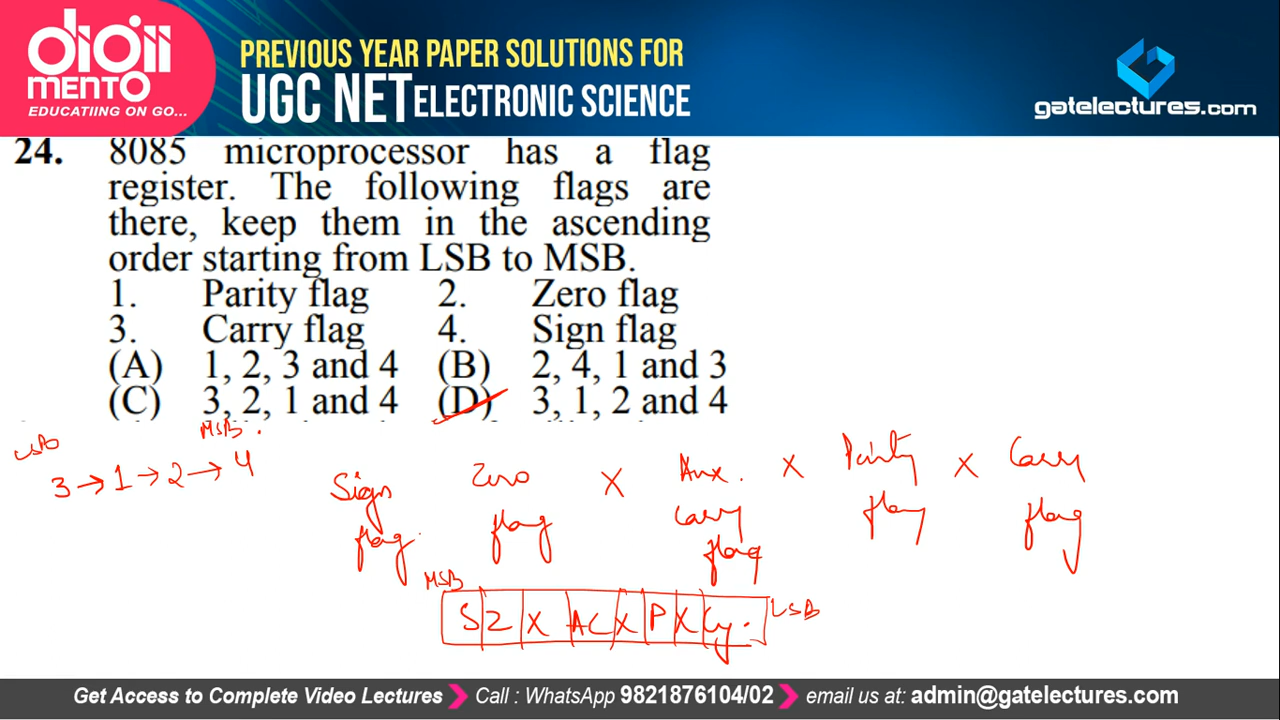 digii
MENTO
EDUCATIING ON GO...
PREVIOUS YEAR PAPER SOLUTIONS FOR
UGC NET ELECTRONIC SCIENCE
gatelectures.com
24. 8085 microprocessor has a flag
register. The following flags are
there, keep them in the ascending
order starting from LSB to MSB.
1. Parity flag 2. Zero flag
3. Carry flag 4. Sign flag
(A) 1, 2, 3 and 4 (B) 2, 4, 1 and 3
(C) 3, 2, 1 and 4 (D) 3, 1, 2 and 4
LSB MSB.
3 → 1 → 2 → 4
Sign flag. Zero flag X Aux. carry flag X Parity flag X Carry flag
MSB S Z X AC X P X Cy. LSB
Get Access to Complete Video Lectures Call : WhatsApp 9821876104/02 email us at: admin@gatelectures.com